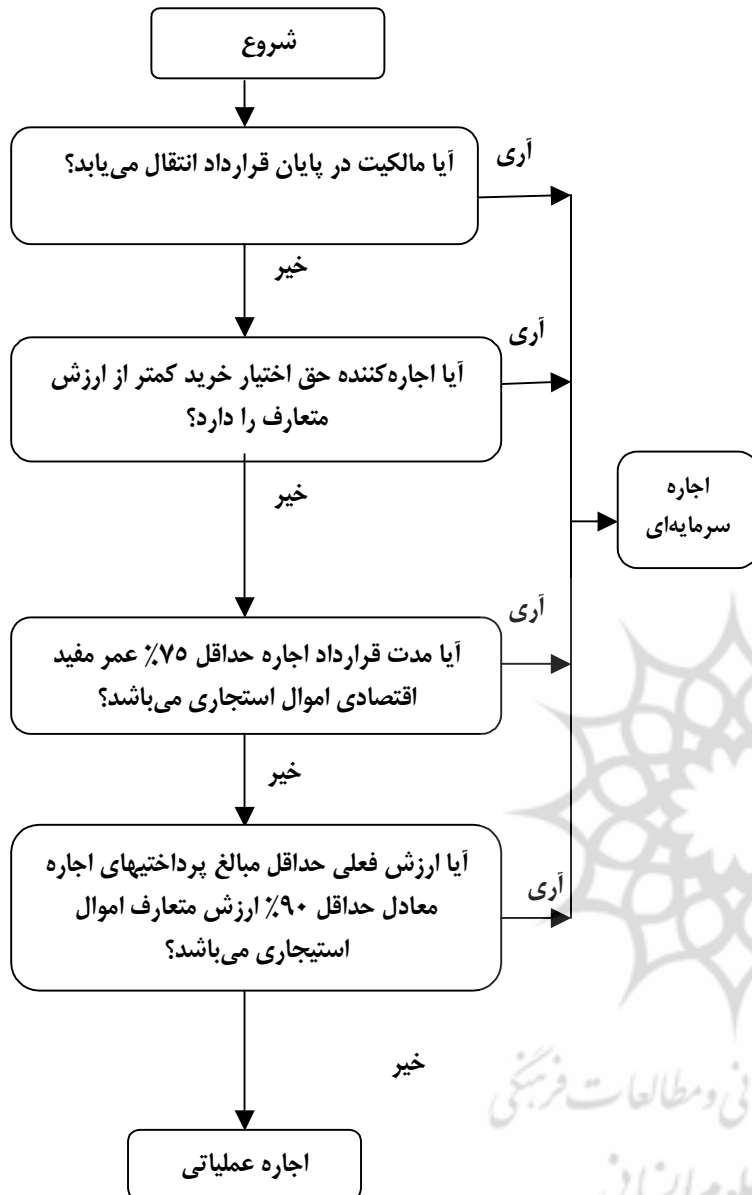 شروع
آیا مالکیت در پایان قرارداد انتقال می‌یابد؟
آری
خیر
آیا اجاره‌کننده حق اختیار خرید کمتر از ارزش
متعارف را دارد؟
آری
خیر
اجاره
سرمایه‌ای
آیا مدت قرارداد اجاره حداقل ۷۵٪ عمر مفید
اقتصادی اموال استجاری می‌باشد؟
آری
خیر
آیا ارزش فعلی حداقل مبالغ پرداختیهای اجاره
معادل حداقل ۹۰٪ ارزش متعارف اموال
استیجاری می‌باشد؟
آری
خیر
اجاره عملیاتی
ومطالعات فرهنگی